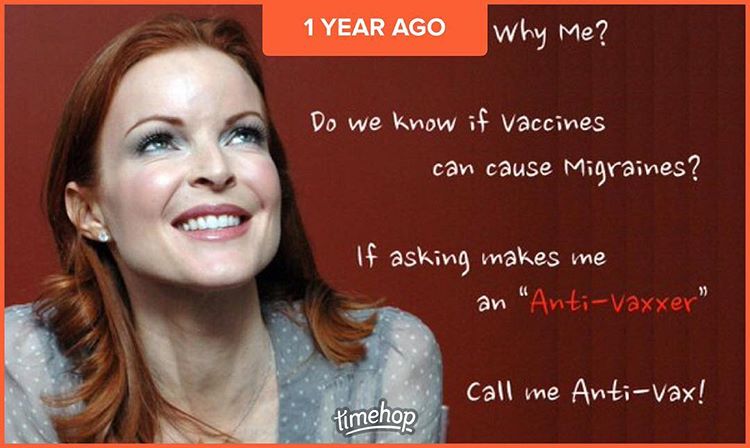 1 YEAR AGO
Why Me?
Do we know if Vaccines
can cause Migraines?
If asking makes me
an "Anti-vaxxer"
Call me Anti-Vax!
timehop